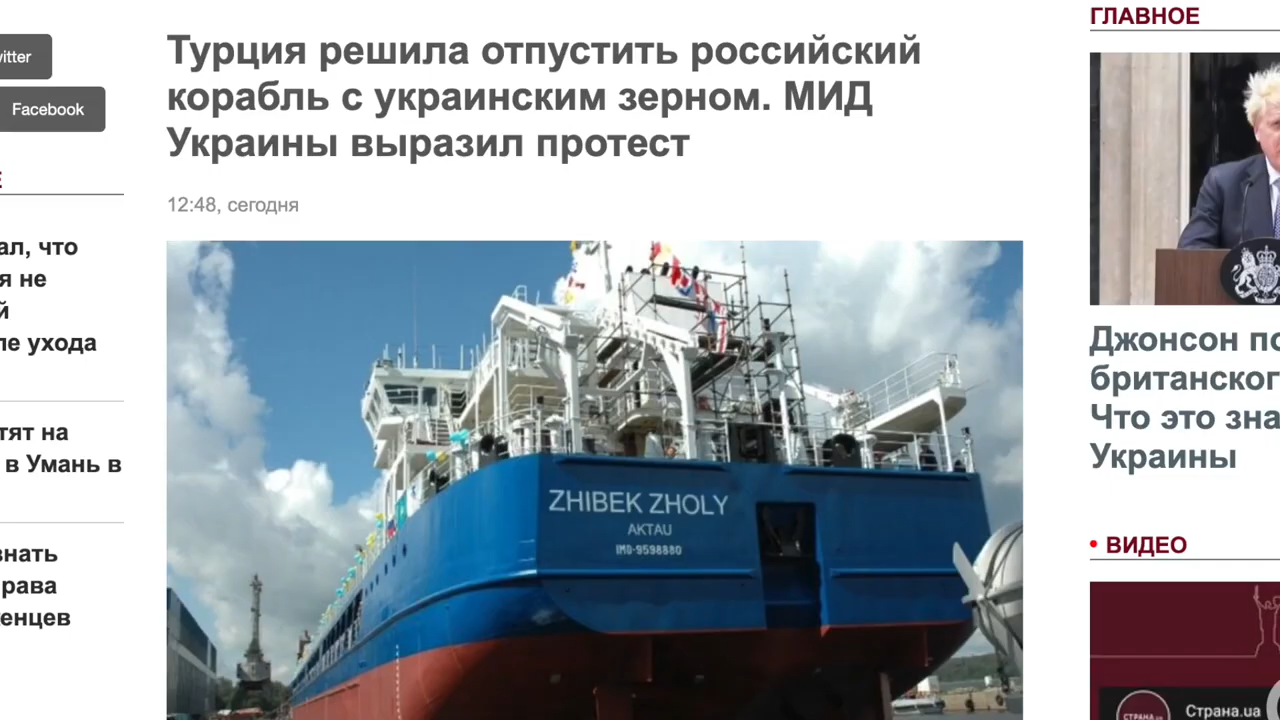 Facebook
ал, что
я не
й
ле ухода
тят на
в Умань в
знать
рава
енцев
Турция решила отпустить российский
корабль с украинским зерном. МИД
Украины выразил протест
12:48, сегодня
ZHIBEK ZHOLY
AKTAU
IMO-9598880
ГЛАВНОЕ
Джонсон по
британског
Что это зна
Украины
ВИДЕО
Страна.ua